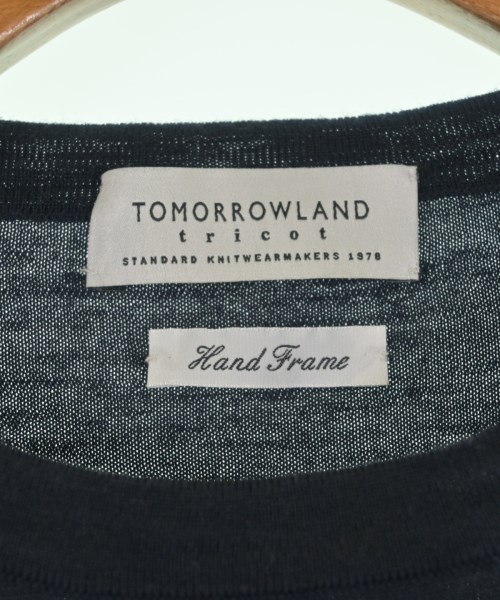 TOMORROWLAND
tricot
STANDARD KNITWEARMAKERS 1978
Hand Frame